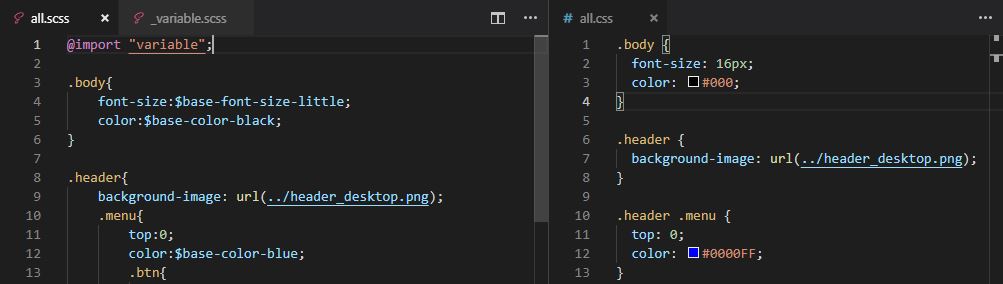 all.scss × _variable.scss ···
1 @import "variable";
2
3 .body{
4 font-size:$base-font-size-little;
5 color:$base-color-black;
6 }
7
8 .header{
9 background-image: url(../header_desktop.png);
10 .menu{
11 top:0;
12 color:$base-color-blue;
13 .btn{
# all.css × ···
1 .body {
2 font-size: 16px;
3 color: #000;
4 }
5
6 .header {
7 background-image: url(../header_desktop.png);
8 }
9
10 .header .menu {
11 top: 0;
12 color: #0000FF;
13 }